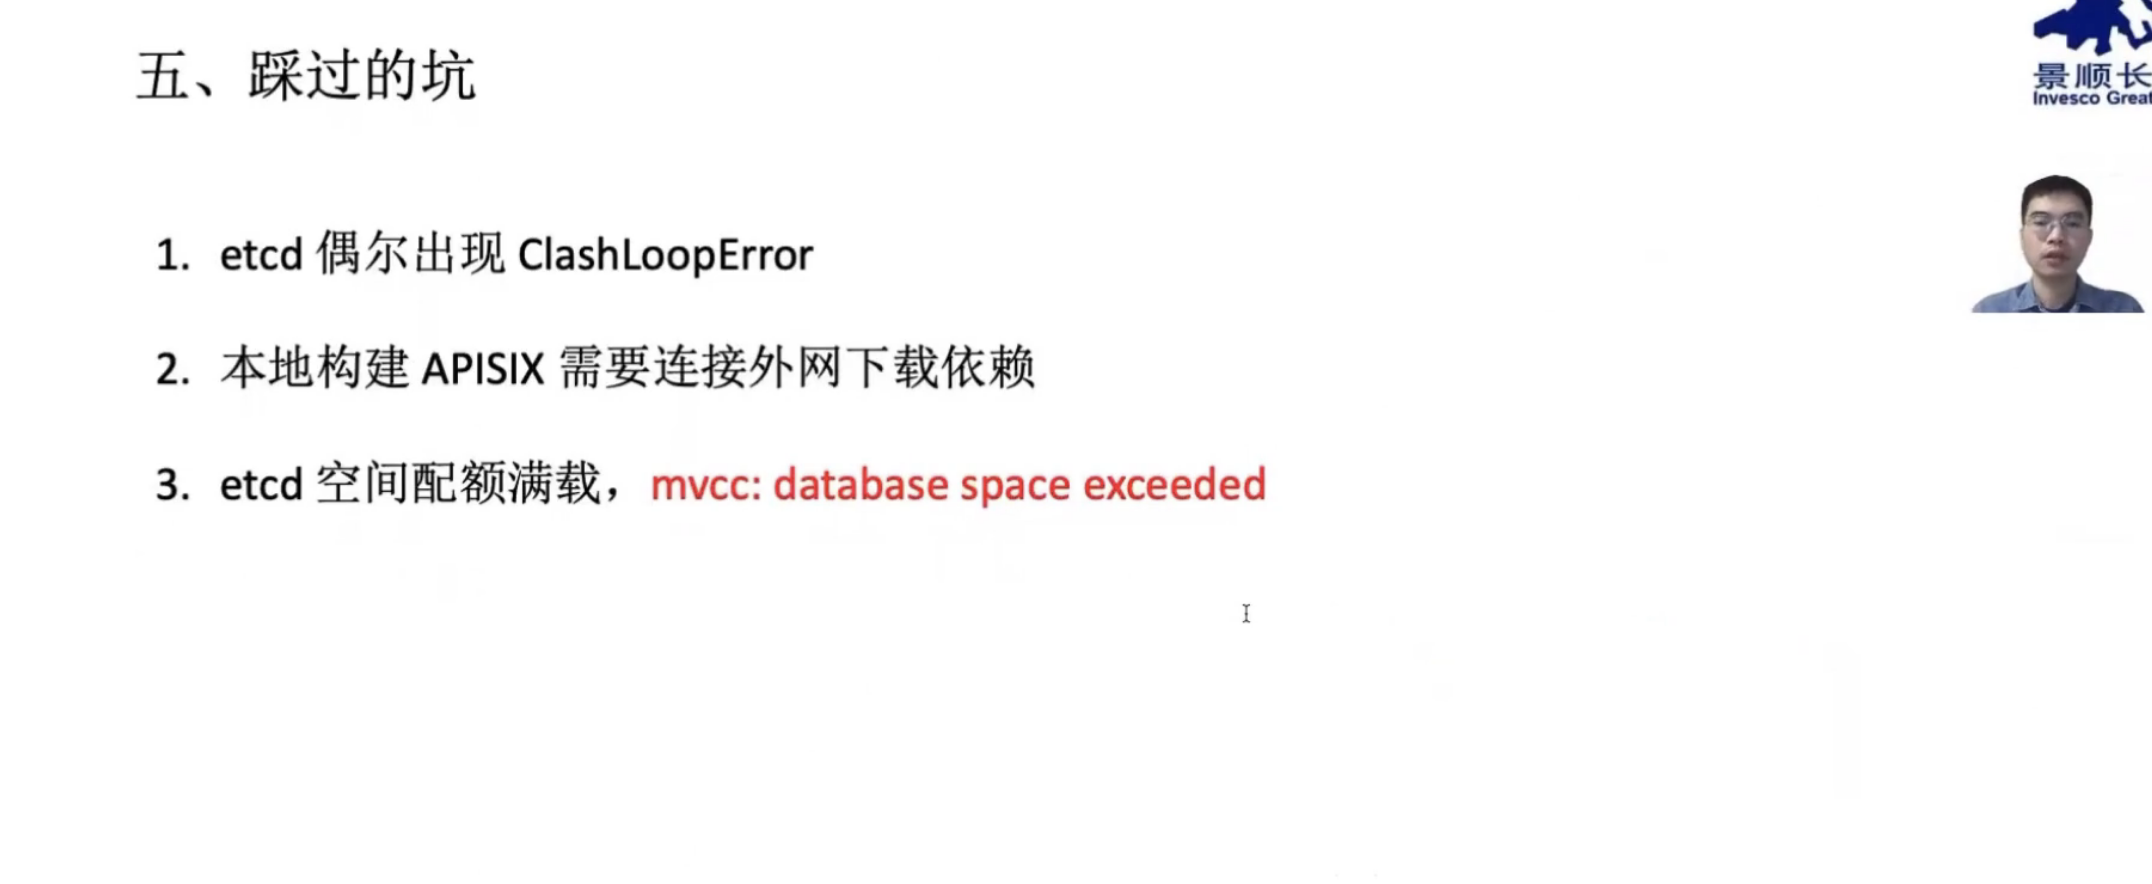 五、踩过的坑
景顺长
Invesco Great
1. etcd 偶尔出现 ClashLoopError
2. 本地构建 APISIX 需要连接外网下载依赖
3. etcd 空间配额满载，mvcc: database space exceeded